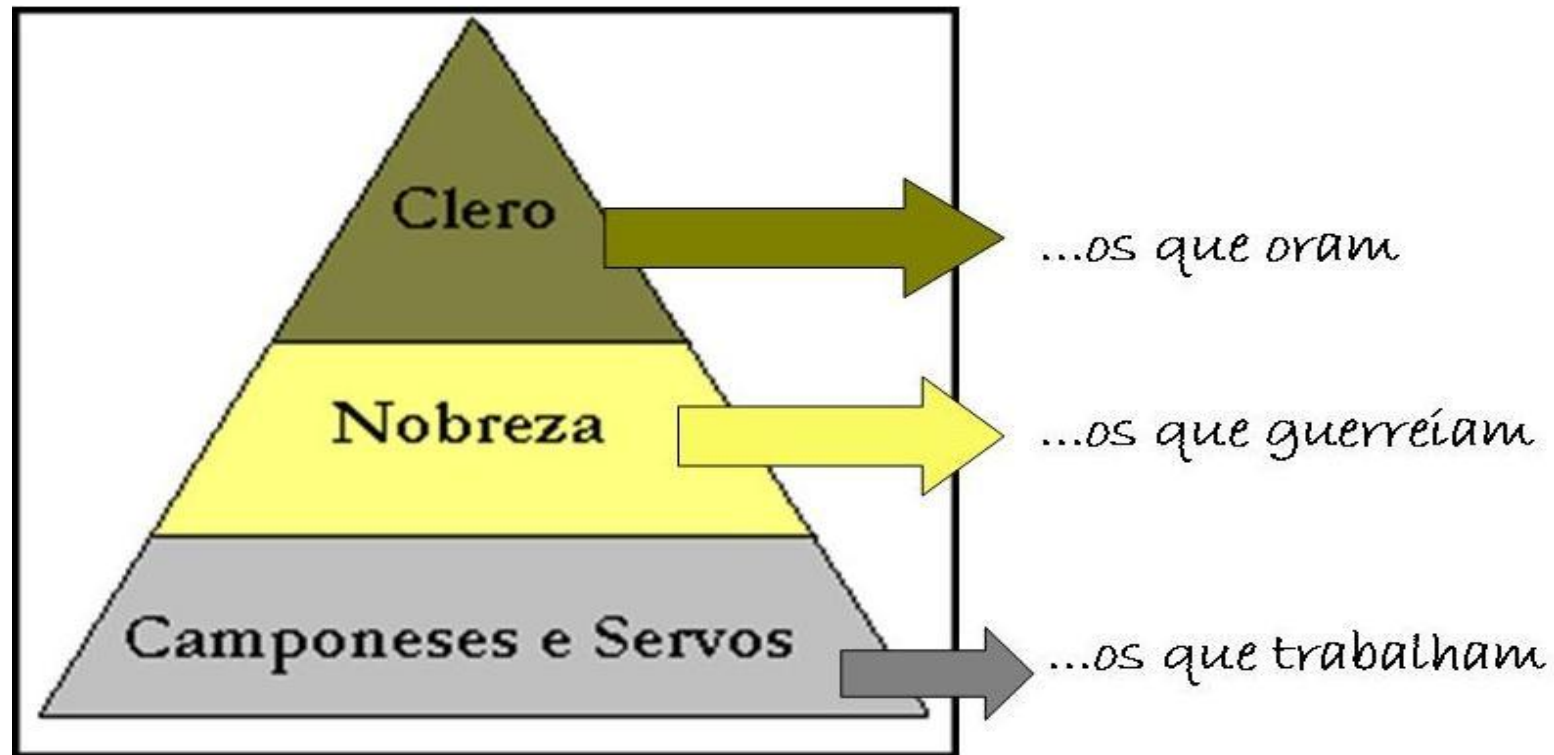 Clero
...os que oram
Nobreza
...os que guerreiam
Camponeses e Servos
...os que trabalham